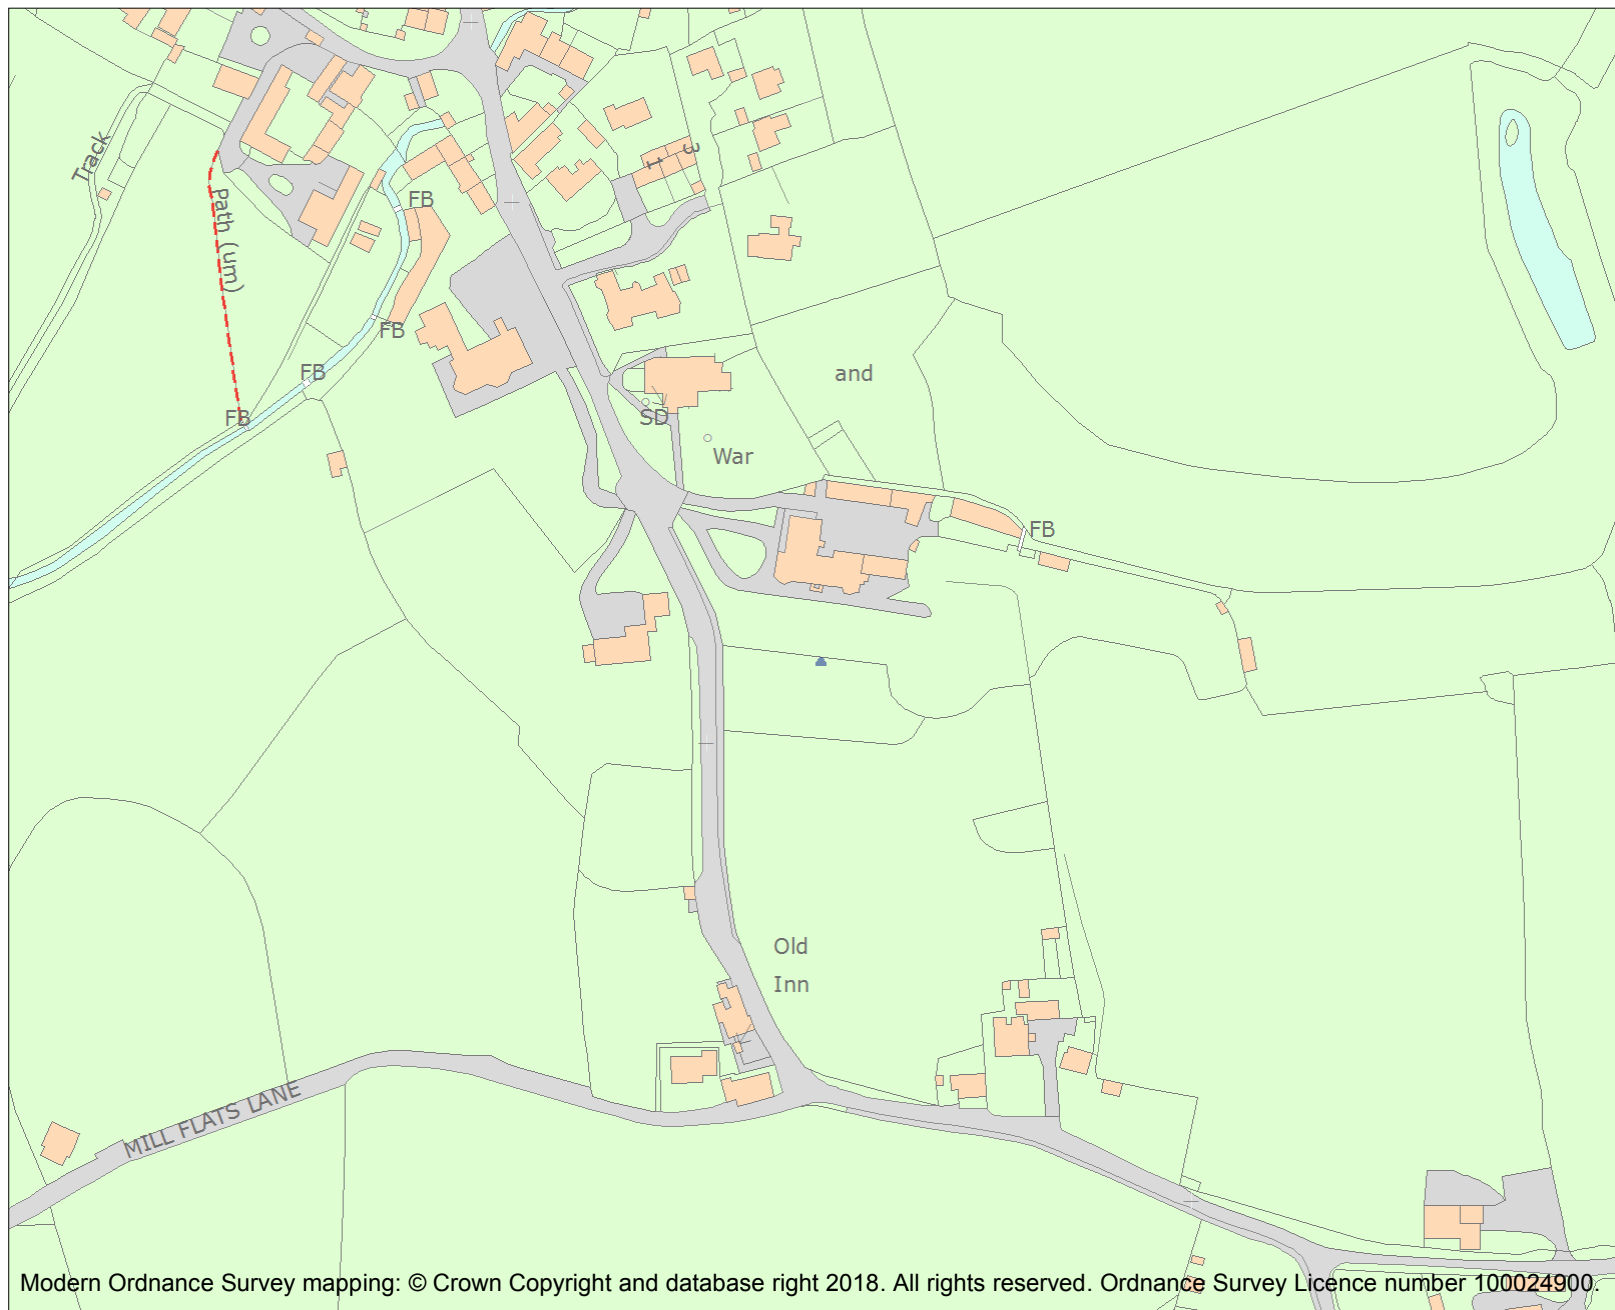 Track
Path (um)
FB
1
3
FB
FB
FB
and
SD
War
FB
Old
Inn
MILL FLATS LANE
Modern Ordnance Survey mapping: © Crown Copyright and database right 2018. All rights reserved. Ordnance Survey Licence number 100024900.